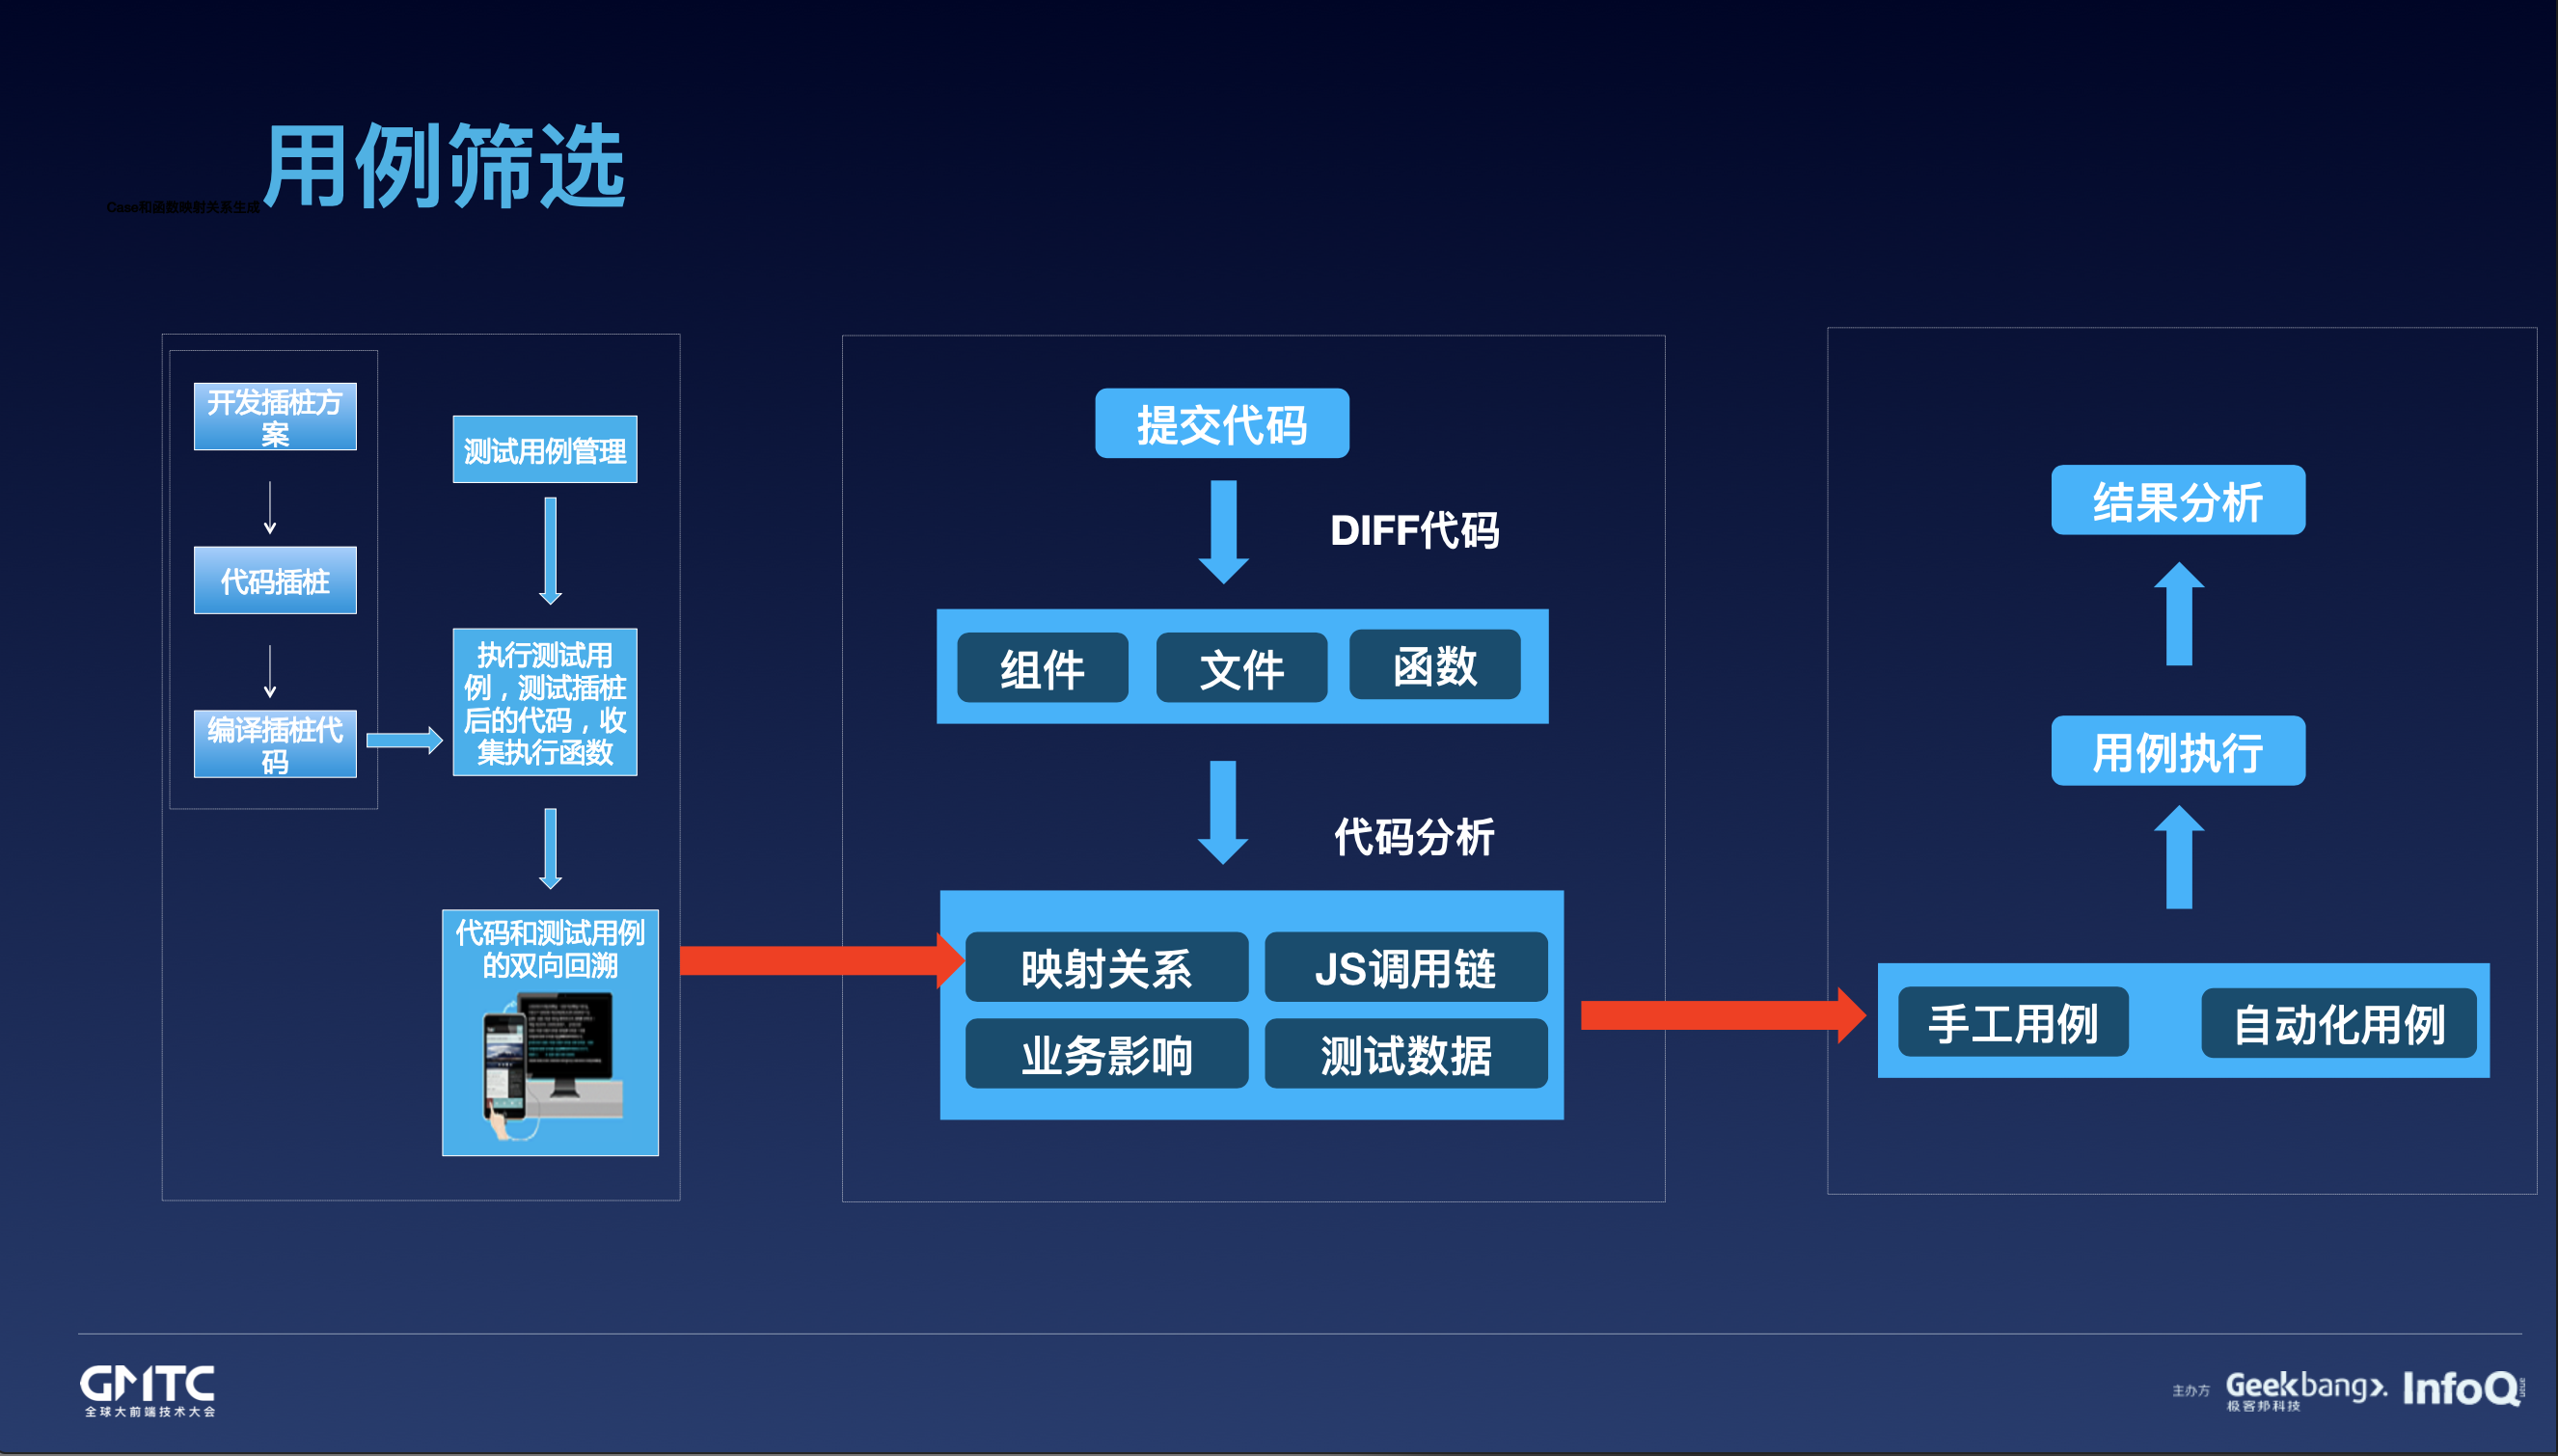 用例筛选
Case和函数映射关系生成
开发插桩方
案
代码插桩
编译插桩代
码
测试用例管理
执行测试用
例，测试插桩
后的代码，收
集执行函数
代码和测试用例
的双向回溯
提交代码
DIFF代码
组件
文件
函数
代码分析
映射关系
JS调用链
业务影响
测试数据
结果分析
用例执行
手工用例
自动化用例
GMTC
全球大前端技术大会
主办方
Geekbang>.
极客邦科技
InfoQ